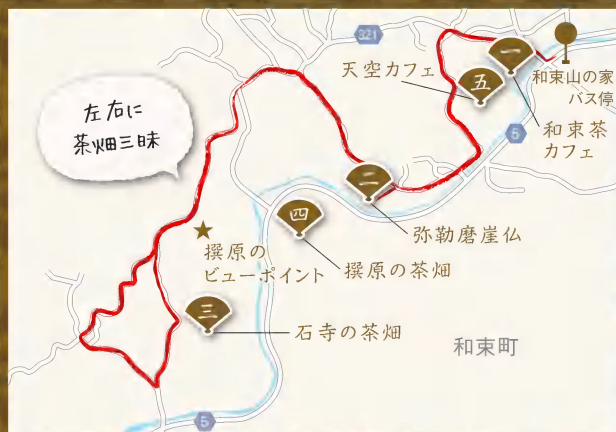 321
一
天空カフェ
五
和束山の家
バス停
左右に
茶畑三昧
和束茶
カフェ
5
二
四
弥勒磨崖仏
撰原の
ビューポイント
撰原の茶畑
三
石寺の茶畑
和束町
5